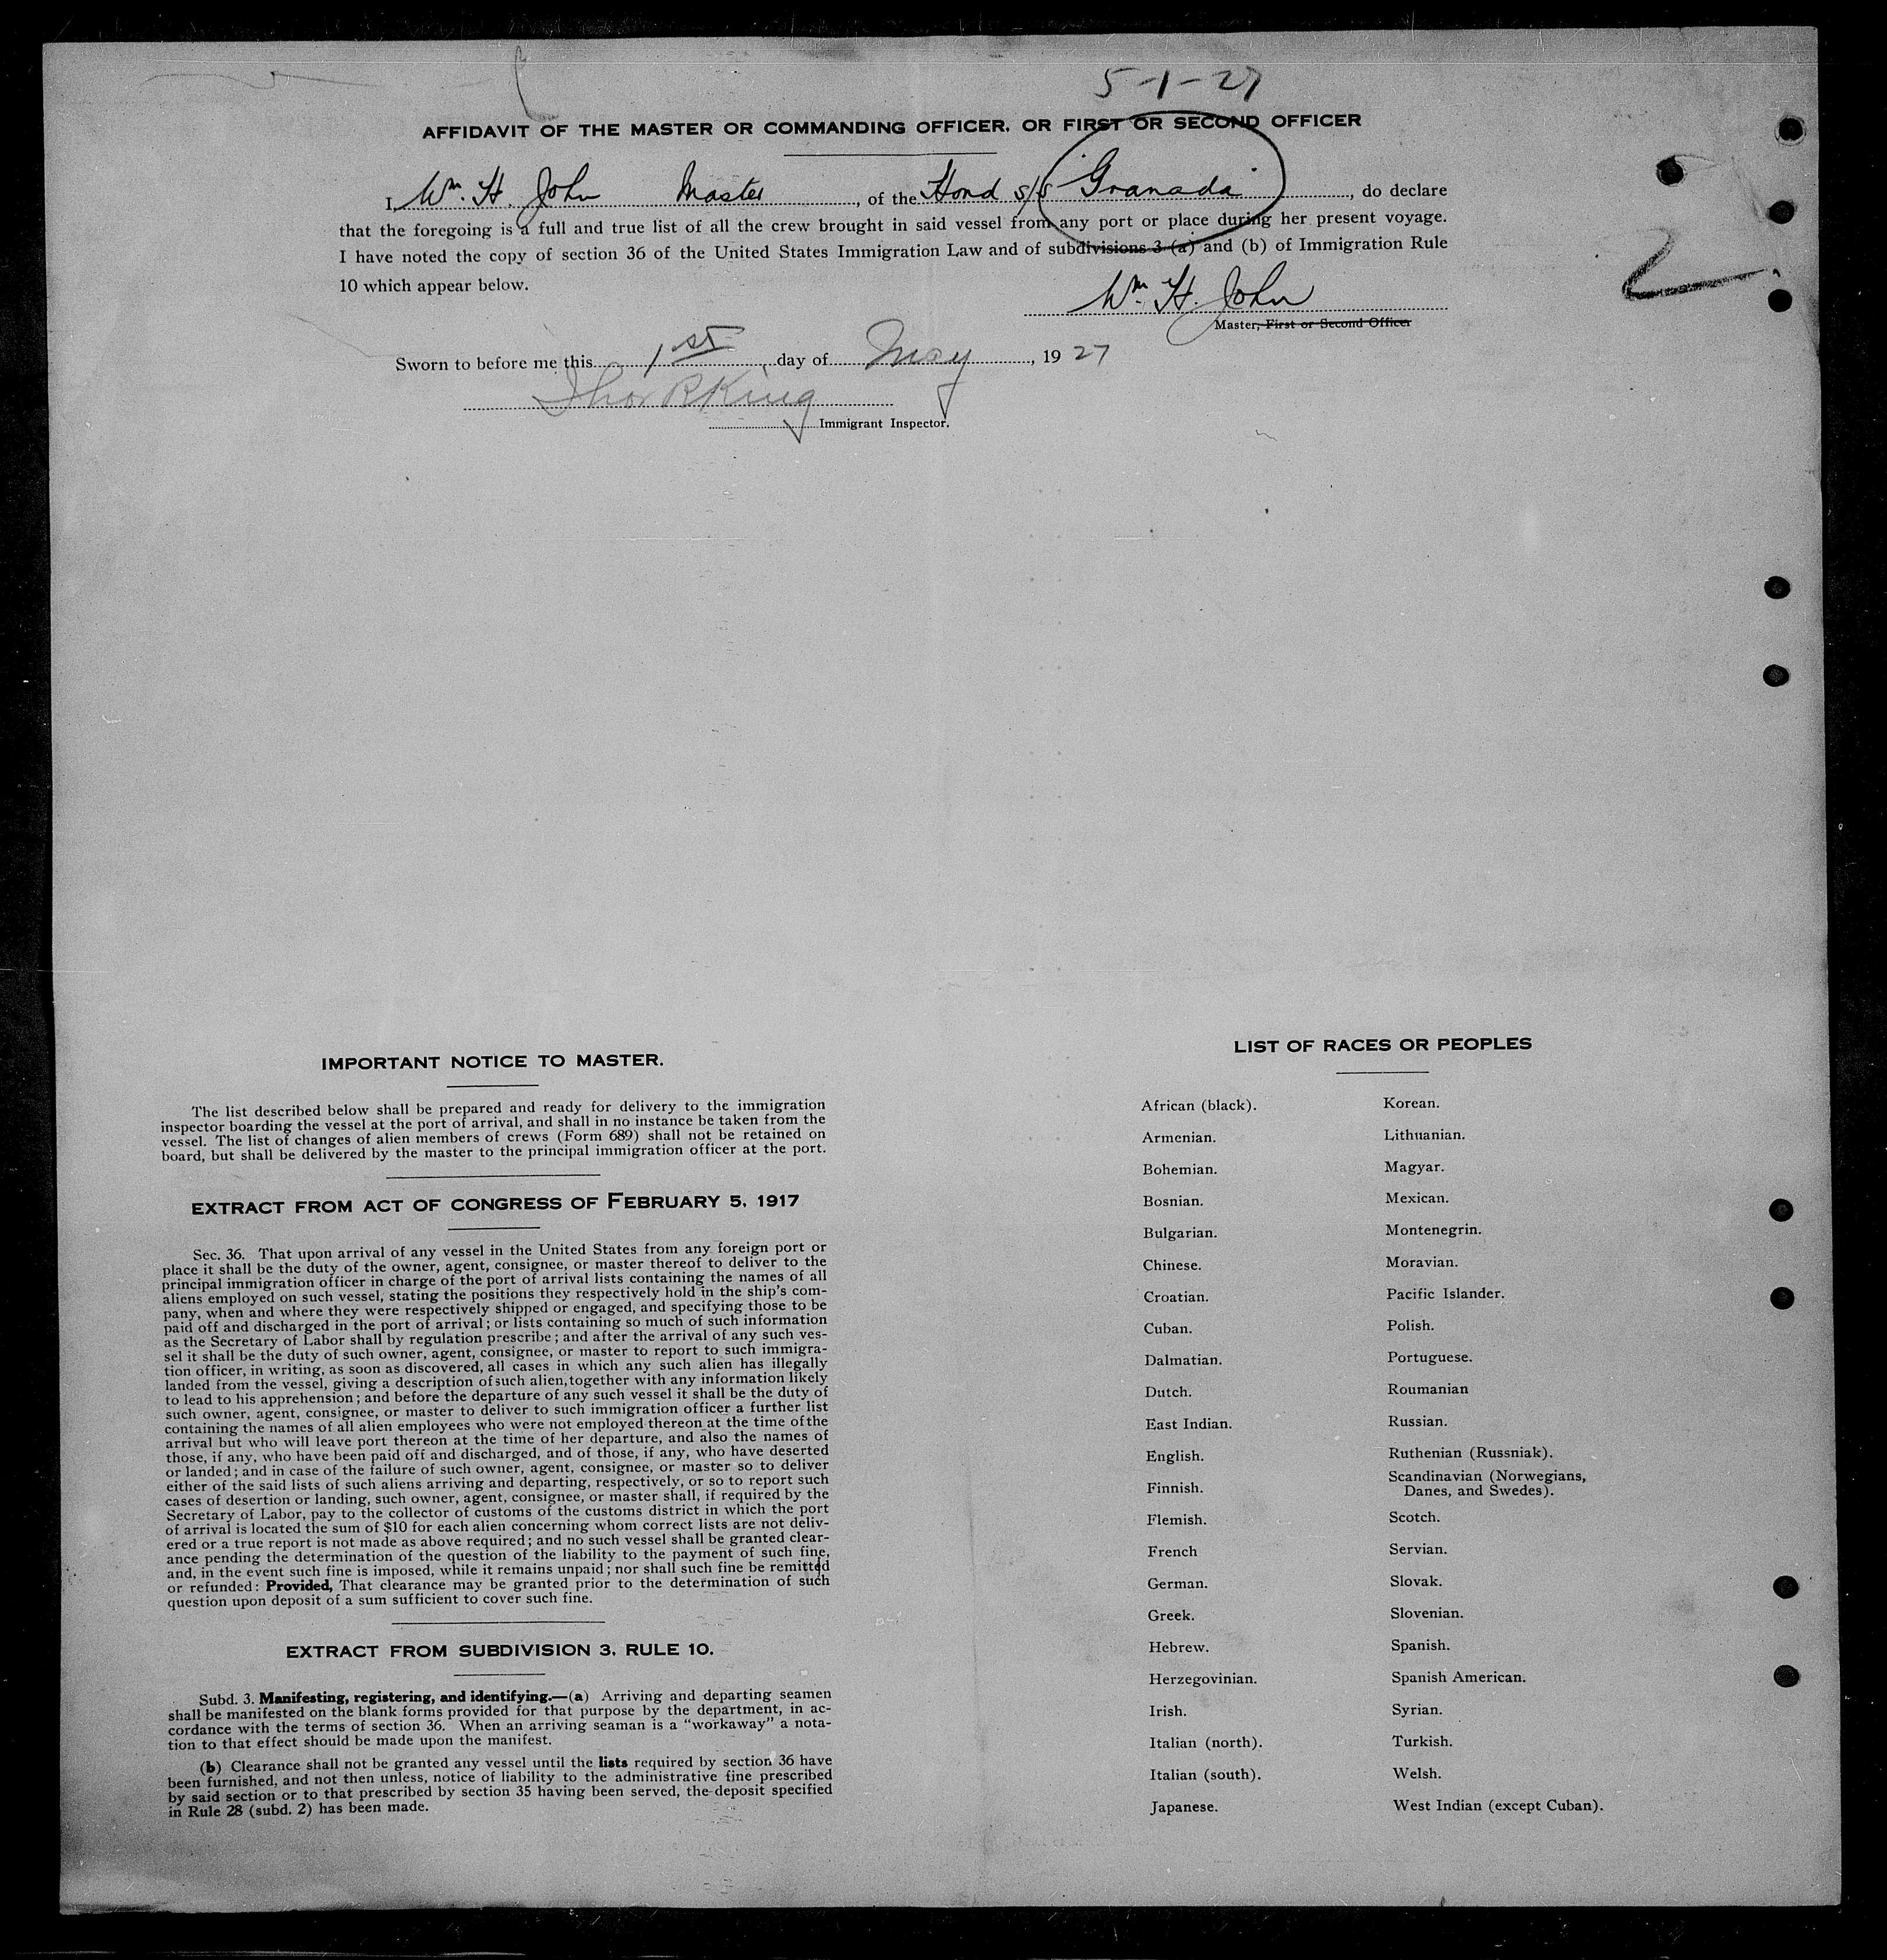 5-1-27
AFFIDAVIT OF THE MASTER OR COMMANDING OFFICER, OR FIRST OR SECOND OFFICER
I, Wm. H. John Master, of the Hond s/s "Granada", do declare
that the foregoing is a full and true list of all the crew brought in said vessel from any port or place during her present voyage.
I have noted the copy of section 36 of the United States Immigration Law and of subdivisions 3 (a) and (b) of Immigration Rule
10 which appear below.
Wm. H. John
Master, First or Second Officer
2
Sworn to before me this 1st, day of May, 1927
Thos R King
Immigrant Inspector.
IMPORTANT NOTICE TO MASTER.
The list described below shall be prepared and ready for delivery to the immigration
inspector boarding the vessel at the port of arrival, and shall in no instance be taken from the
vessel. The list of changes of alien members of crews (Form 689) shall not be retained on
board, but shall be delivered by the master to the principal immigration officer at the port.
EXTRACT FROM ACT OF CONGRESS OF FEBRUARY 5, 1917
Sec. 36. That upon arrival of any vessel in the United States from any foreign port or
place it shall be the duty of the owner, agent, consignee, or master thereof to deliver to the
principal immigration officer in charge of the port of arrival lists containing the names of all
aliens employed on such vessel, stating the positions they respectively hold in the ship's com-
pany, when and where they were respectively shipped or engaged, and specifying those to be
paid off and discharged in the port of arrival; or lists containing so much of such information
as the Secretary of Labor shall by regulation prescribe; and after the arrival of any such ves-
sel it shall be the duty of such owner, agent, consignee, or master to report to such immigra-
tion officer, in writing, as soon as discovered, all cases in which any such alien has illegally
landed from the vessel, giving a description of such alien, together with any information likely
to lead to his apprehension; and before the departure of any such vessel it shall be the duty of
such owner, agent, consignee, or master to deliver to such immigration officer a further list
containing the names of all alien employees who were not employed thereon at the time of the
arrival but who will leave port thereon at the time of her departure, and also the names of
those, if any, who have been paid off and discharged, and of those, if any, who have deserted
or landed; and in case of the failure of such owner, agent, consignee, or master so to deliver
either of the said lists of such aliens arriving and departing, respectively, or so to report such
cases of desertion or landing, such owner, agent, consignee, or master shall, if required by the
Secretary of Labor, pay to the collector of customs of the customs district in which the port
of arrival is located the sum of $10 for each alien concerning whom correct lists are not deliv-
ered or a true report is not made as above required; and no such vessel shall be granted clear-
ance pending the determination of the question of the liability to the payment of such fine,
and, in the event such fine is imposed, while it remains unpaid; nor shall such fine be remitted
or refunded: Provided, That clearance may be granted prior to the determination of such
question upon deposit of a sum sufficient to cover such fine.
EXTRACT FROM SUBDIVISION 3, RULE 10.
Subd. 3. Manifesting, registering, and identifying.—(a) Arriving and departing seamen
shall be manifested on the blank forms provided for that purpose by the department, in ac-
cordance with the terms of section 36. When an arriving seaman is a "workaway" a nota-
tion to that effect should be made upon the manifest.
(b) Clearance shall not be granted any vessel until the lists required by section 36 have
been furnished, and not then unless, notice of liability to the administrative fine prescribed
by said section or to that prescribed by section 35 having been served, the deposit specified
in Rule 28 (subd. 2) has been made.
LIST OF RACES OR PEOPLES
African (black).
Armenian.
Bohemian.
Bosnian.
Bulgarian.
Chinese.
Croatian.
Cuban.
Dalmatian.
Dutch.
East Indian.
English.
Finnish.
Flemish.
French
German.
Greek.
Hebrew.
Herzegovinian.
Irish.
Italian (north).
Italian (south).
Japanese.
Korean.
Lithuanian.
Magyar.
Mexican.
Montenegrin.
Moravian.
Pacific Islander.
Polish.
Portuguese.
Roumanian
Russian.
Ruthenian (Russniak).
Scandinavian (Norwegians,
Danes, and Swedes).
Scotch.
Servian.
Slovak.
Slovenian.
Spanish.
Spanish American.
Syrian.
Turkish.
Welsh.
West Indian (except Cuban).